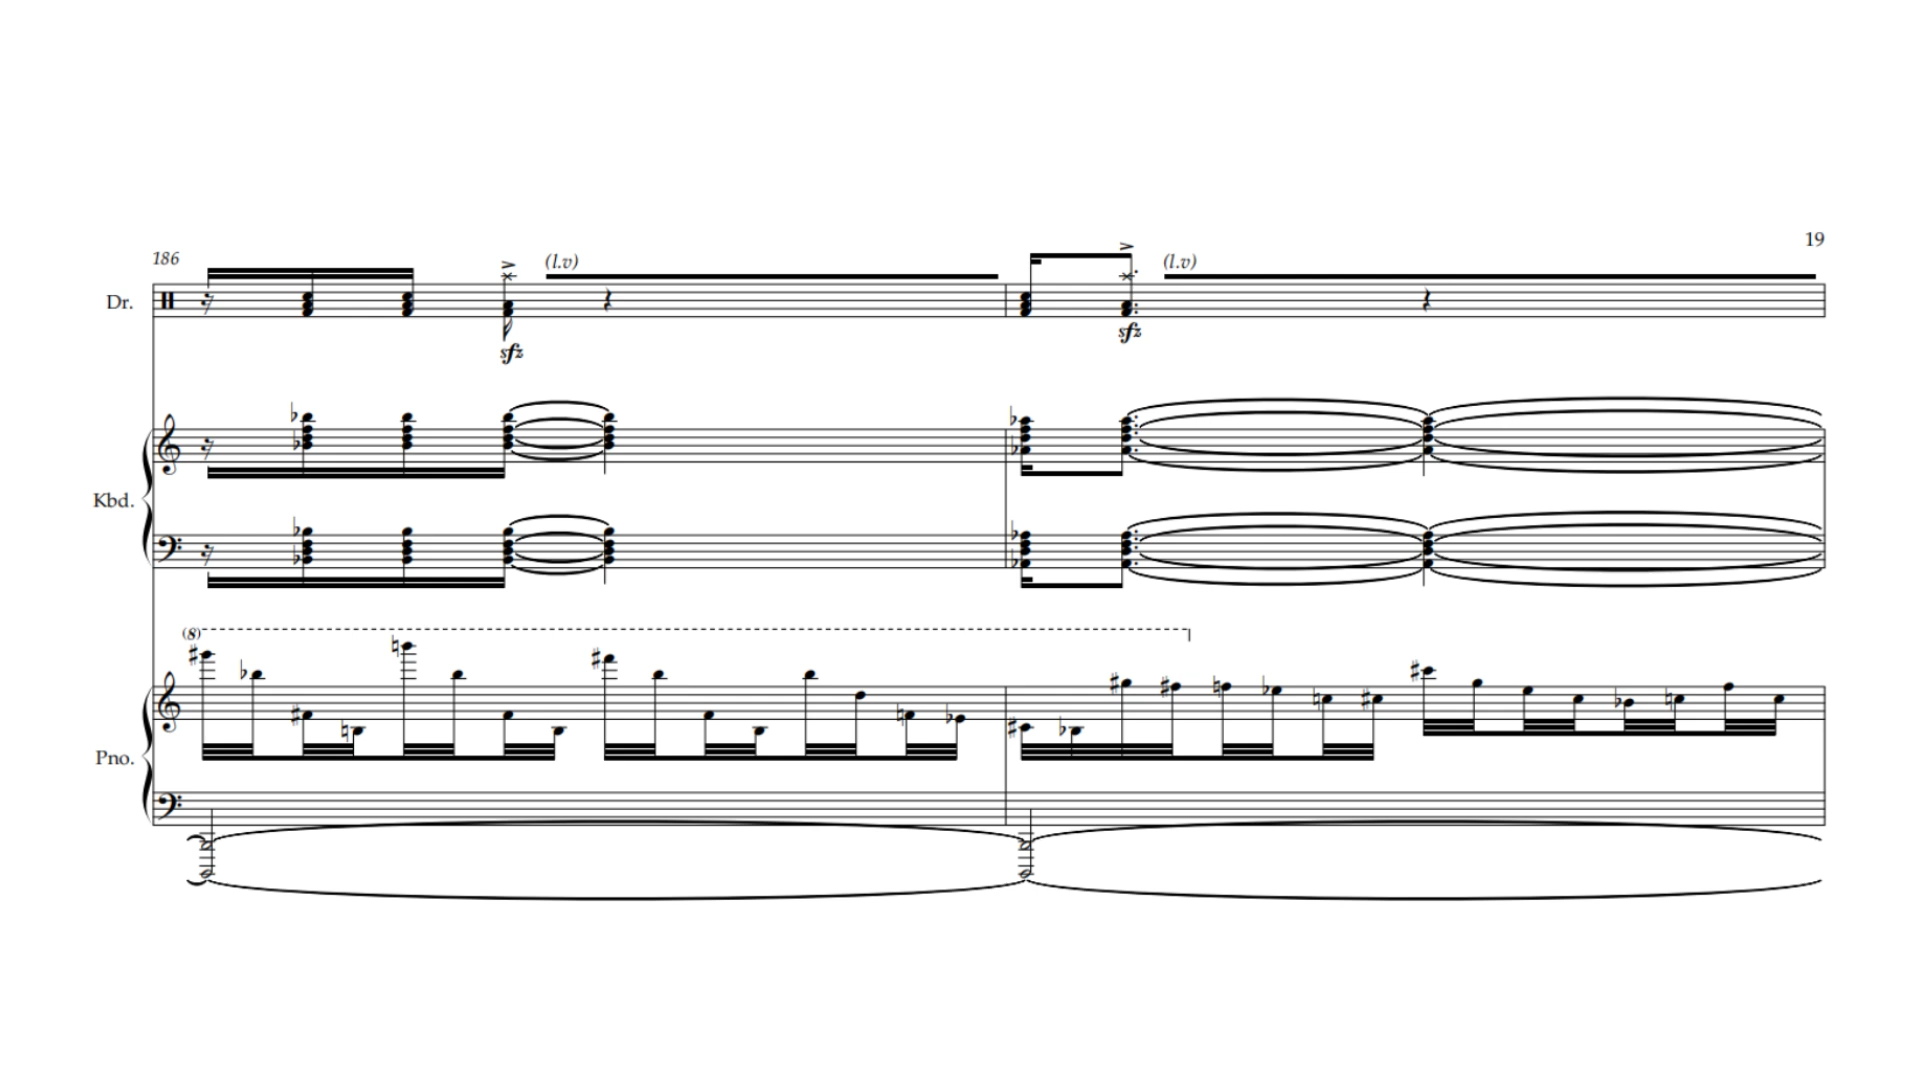 19
186
(l.v)
(l.v)
Dr.
sfz
sfz
Kbd.
(8)
Pno.